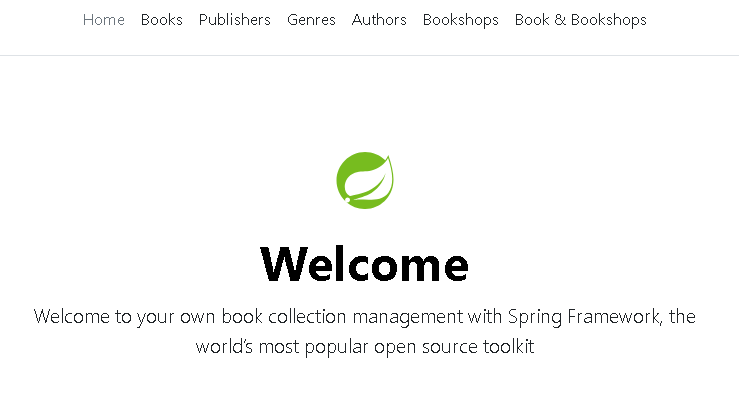 Home Books Publishers Genres Authors Bookshops Book & Bookshops
Welcome
Welcome to your own book collection management with Spring Framework, the
world's most popular open source toolkit